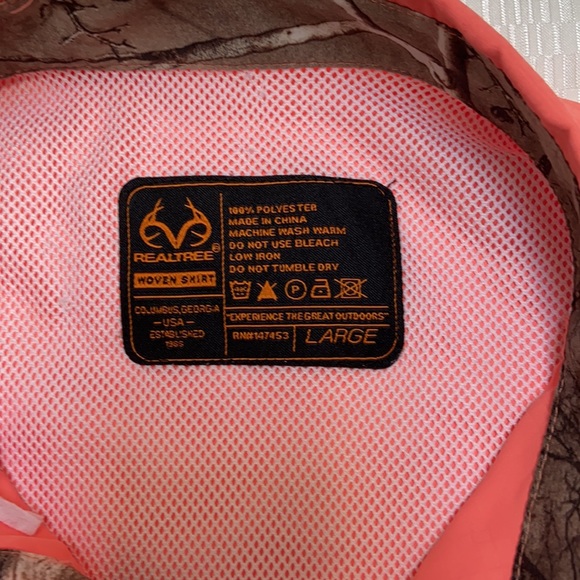 REALTREE®
WOVEN SHIRT
COLUMBUS, GEORGIA
— USA —
ESTABLISHED
1986
100% POLYESTER
MADE IN CHINA
MACHINE WASH WARM
DO NOT USE BLEACH
LOW IRON
DO NOT TUMBLE DRY
P
"EXPERIENCE THE GREAT OUTDOORS"
RN#147453
LARGE